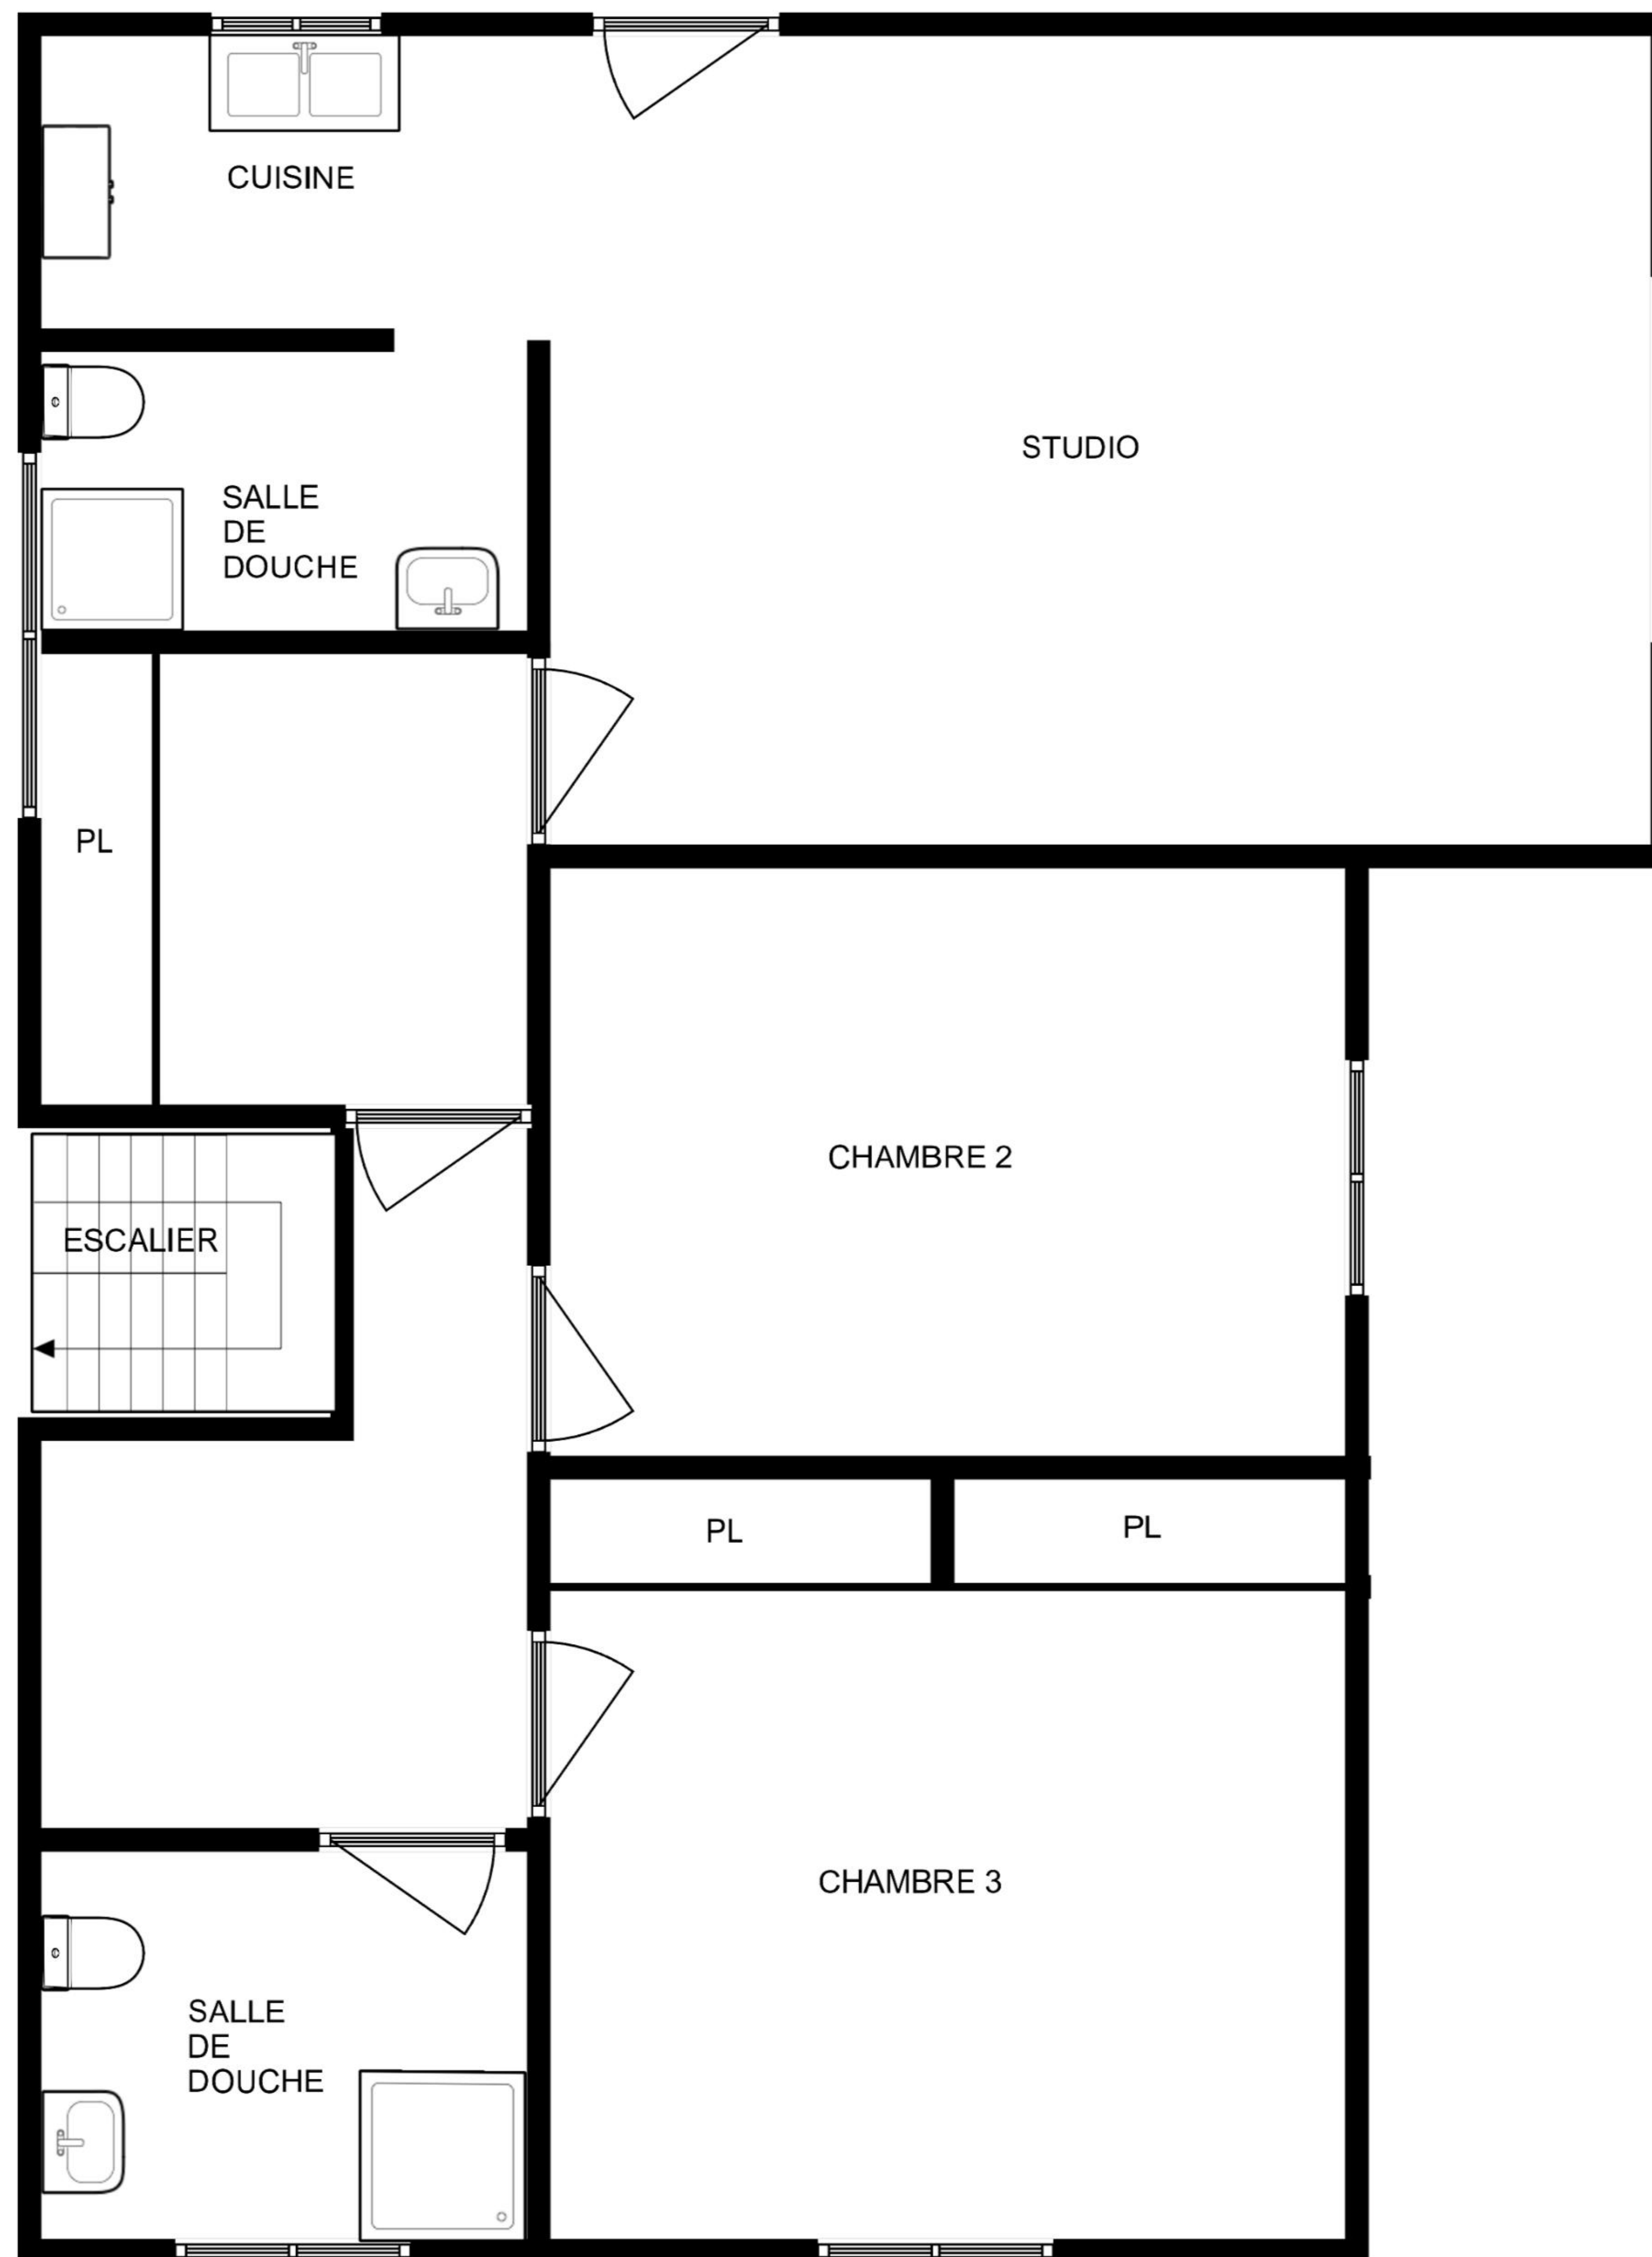 CUISINE
STUDIO
SALLE
DE
DOUCHE
PL
CHAMBRE 2
ESCALIER
PL
PL
CHAMBRE 3
SALLE
DE
DOUCHE